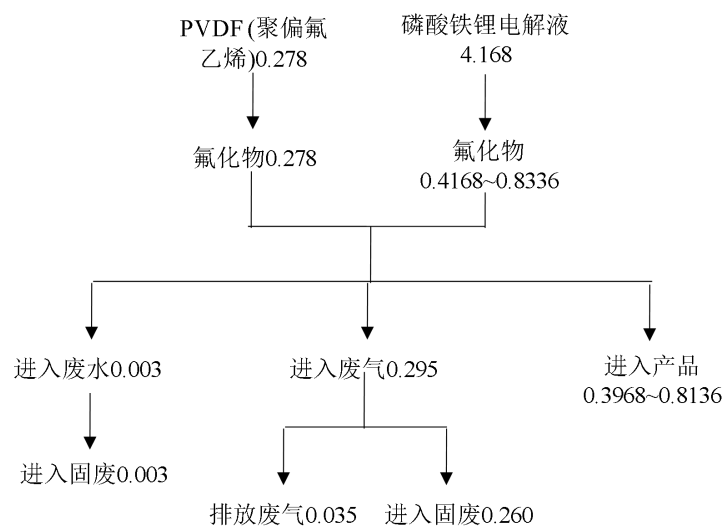 PVDF(聚偏氟
乙烯)0.278
磷酸铁锂电解液
4.168
氟化物0.278
氟化物
0.4168~0.8336
进入废水0.003
进入废气0.295
进入产品
0.3968~0.8136
进入固废0.003
排放废气0.035
进入固废0.260